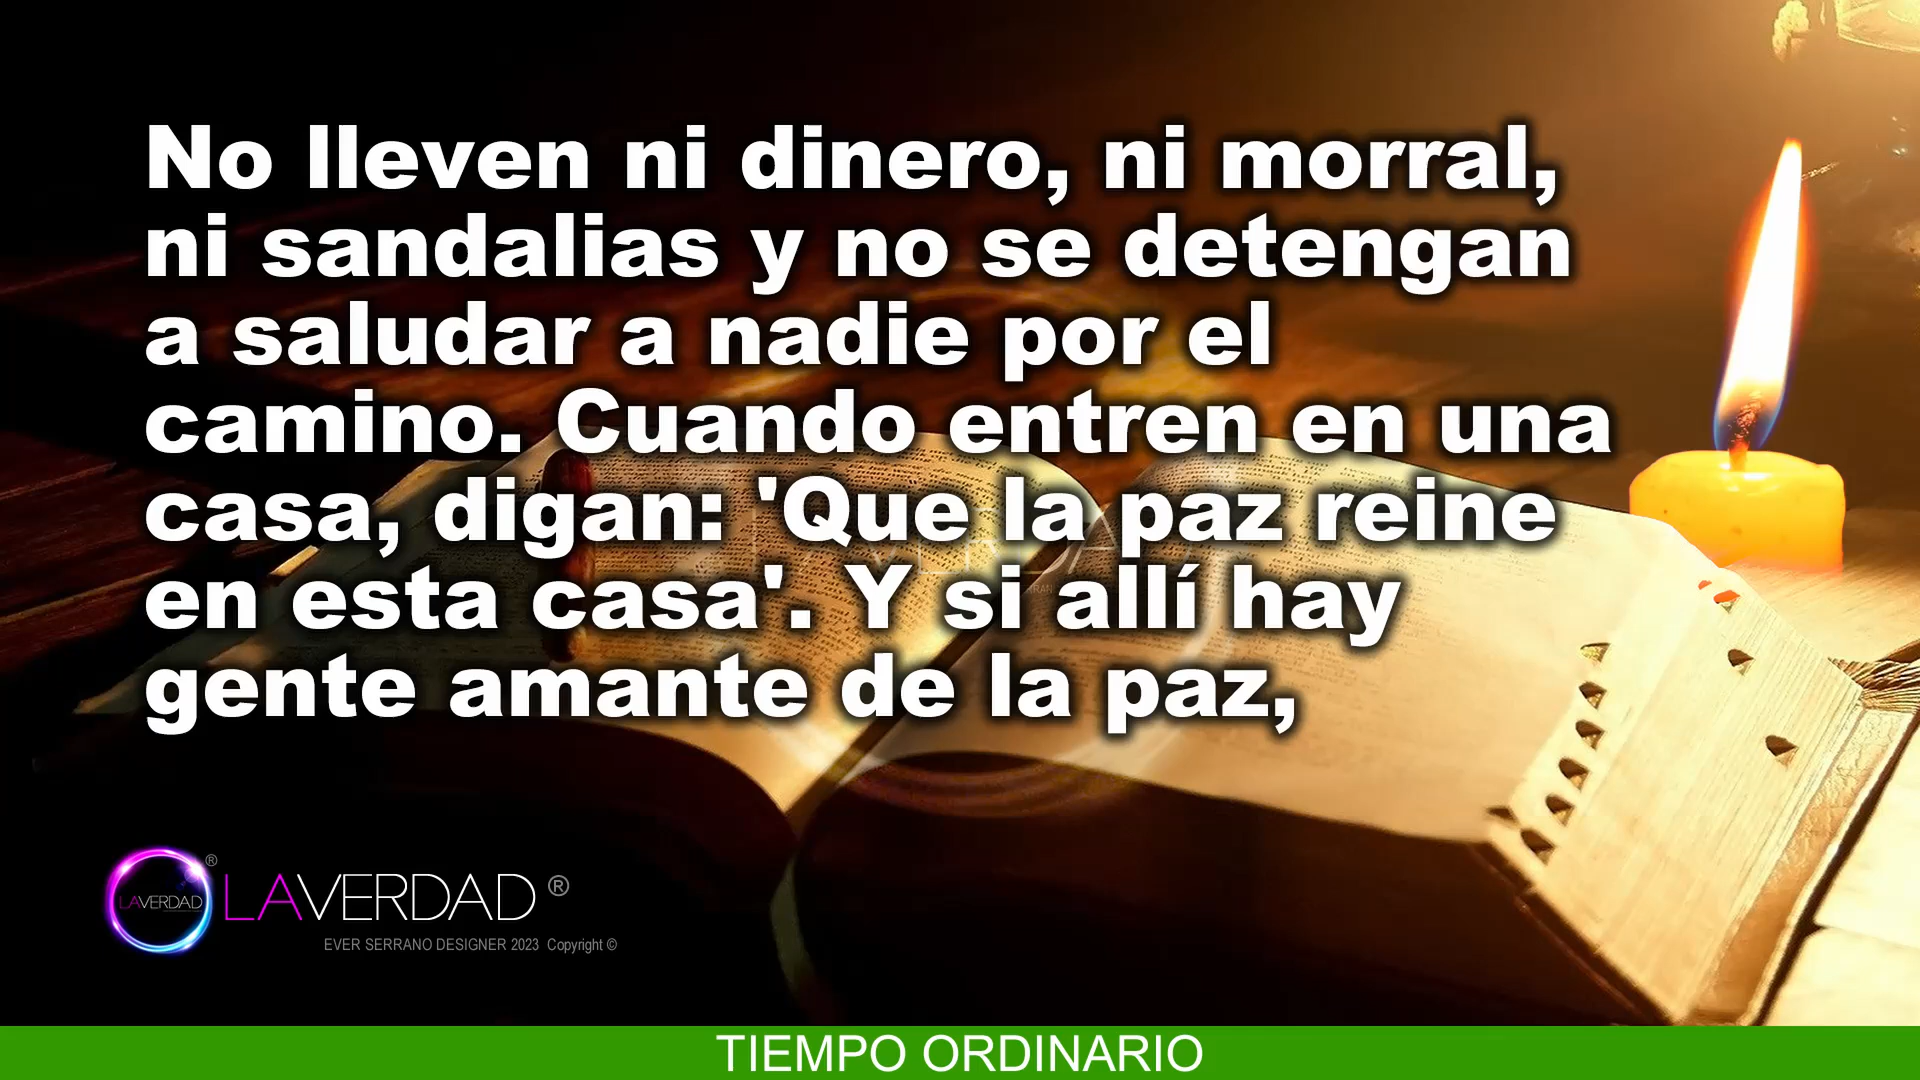 No lleven ni dinero, ni morral,
ni sandalias y no se detengan
a saludar a nadie por el
camino. Cuando entren en una
casa, digan: 'Que la paz reine
en esta casa'. Y si allí hay
gente amante de la paz,
LAVERDAD ®
LAVERDAD ®
EVER SERRANO DESIGNER 2023 Copyright ©
TIEMPO ORDINARIO